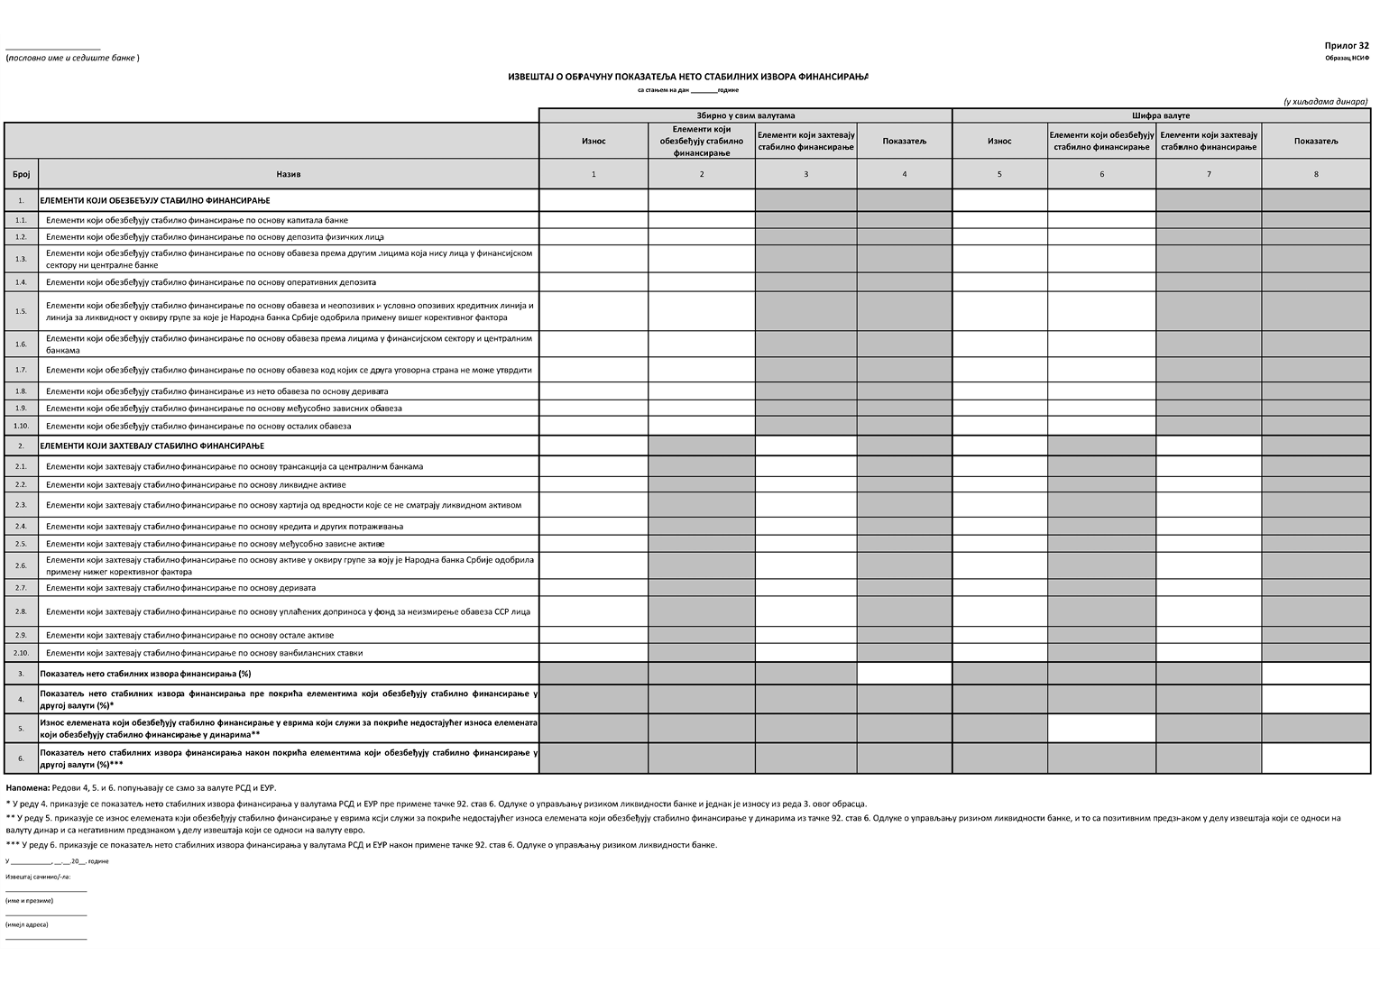 Прилог 32
(пословно име и седиште банке )
Образац НСИФ
ИЗВЕШТАЈ О ОБРАЧУНУ ПОКАЗАТЕЉА НЕТО СТАБИЛНИХ ИЗВОРА ФИНАНСИРАЊА
са стањем на дан _______године
(у хиљадама динара)
Збирно у свим валутама Шифра валуте
Износ Елементи који обезбеђују стабилно финансирање Елементи који захтевају стабилно финансирање Показатељ Износ Елементи који обезбеђују стабилно финансирање Елементи који захтевају стабилно финансирање Показатељ
Број Назив 1 2 3 4 5 6 7 8
1. ЕЛЕМЕНТИ КОЈИ ОБЕЗБЕЂУЈУ СТАБИЛНО ФИНАНСИРАЊЕ
1.1. Елементи који обезбеђују стабилко финансирање по основу капитала банке
1.2. Елементи који обезбеђују стабилко финансирање по основу депозита физичких лица
1.3. Елементи који обезбеђују стабилко финансирање по основу обавеза према другим лицима која нису лица у финансијском
сектору ни централне банке
1.4. Елементи који обезбеђују стабилко финансирање по основу оперативних депозита
1.5. Елементи који обезбеђују стабилко финансирање по основу обавеза и неопозивих и условно опозивих кредитних линија и
линија за ликвидност у оквиру групе за које је Народна банка Србије одобрила примену вишег корективног фактора
1.6. Елементи који обезбеђују стабилко финансирање по основу обавеза према лицима у финансијском сектору и централним
банкама
1.7. Елементи који обезбеђују стабилко финансирање по основу обавеза код којих се друга уговорна страна не може утврдити
1.8. Елементи који обезбеђују стабилко финансирање из нето обавеза по основу деривата
1.9. Елементи који обезбеђују стабилко финансирање по основу међусобно зависних обавеза
1.10. Елементи који обезбеђују стабилко финансирање по основу осталих обавеза
2. ЕЛЕМЕНТИ КОЈИ ЗАХТЕВАЈУ СТАБИЛНО ФИНАНСИРАЊЕ
2.1. Елементи који захтевају стабилно финансирање по основу трансакција са централним банкама
2.2. Елементи који захтевају стабилно финансирање по основу ликвидне активе
2.3. Елементи који захтевају стабилно финансирање по основу хартија од вредности које се не сматрају ликвидном активом
2.4. Елементи који захтевају стабилно финансирање по основу кредита и других потраживања
2.5. Елементи који захтевају стабилно финансирање по основу међусобно зависне активе
2.6. Елементи који захтевају стабилно финансирање по основу активе у оквиру групе за коју је Народна банка Србије одобрила
примену нижег корективног фактора
2.7. Елементи који захтевају стабилно финансирање по основу деривата
2.8. Елементи који захтевају стабилно финансирање по основу уплаћених доприноса у фонд за неизмирење обавеза ССР лица
2.9. Елементи који захтевају стабилно финансирање по основу остале активе
2.10. Елементи који захтевају стабилно финансирање по основу ванбилансних ставки
3. Показатељ нето стабилних извора финансирања (%)
4. Показатељ нето стабилних извора финансирања пре покрића елементима који обезбеђују стабилно финансирање у
другој валути (%)*
5. Износ елемената који обезбеђују стабилно финансирање у еврима који служи за покриће недостајућег износа елемената
који обезбеђују стабилно финансирање у динарима**
6. Показатељ нето стабилних извора финансирања након покрића елементима који обезбеђују стабилно финансирање у
другој валути (%)***
Напомена: Редови 4, 5. и 6. попуњавају се само за валуте РСД и ЕУР.
* У реду 4. приказује се показатељ нето стабилних извора финансирања у валутама РСД и ЕУР пре примене тачке 92. став 6. Одлуке о управљању ризиком ликвидности банке и једнак је износу из реда 3. овог обрасца.
** У реду 5. приказује се износ елемената који обезбеђују стабилно финансирање у еврима који служи за покриће недостајућег износа елемената који обезбеђују стабилно финансирање у динарима из тачке 92. став 6. Одлуке о управљању ризиком ликвидности банке, и то са позитивним предзнаком у делу извештаја који се односи на
валуту динар и са негативним предзнаком у делу извештаја који се односи на валуту евро.
*** У реду 6. приказује се показатељ нето стабилних извора финансирања у валутама РСД и ЕУР након примене тачке 92. став 6. Одлуке о управљању ризиком ликвидности банке.
У ___________, __.__. 20__. године
Извештај сачинио/-ла:
(име и презиме)
(имејл адреса)